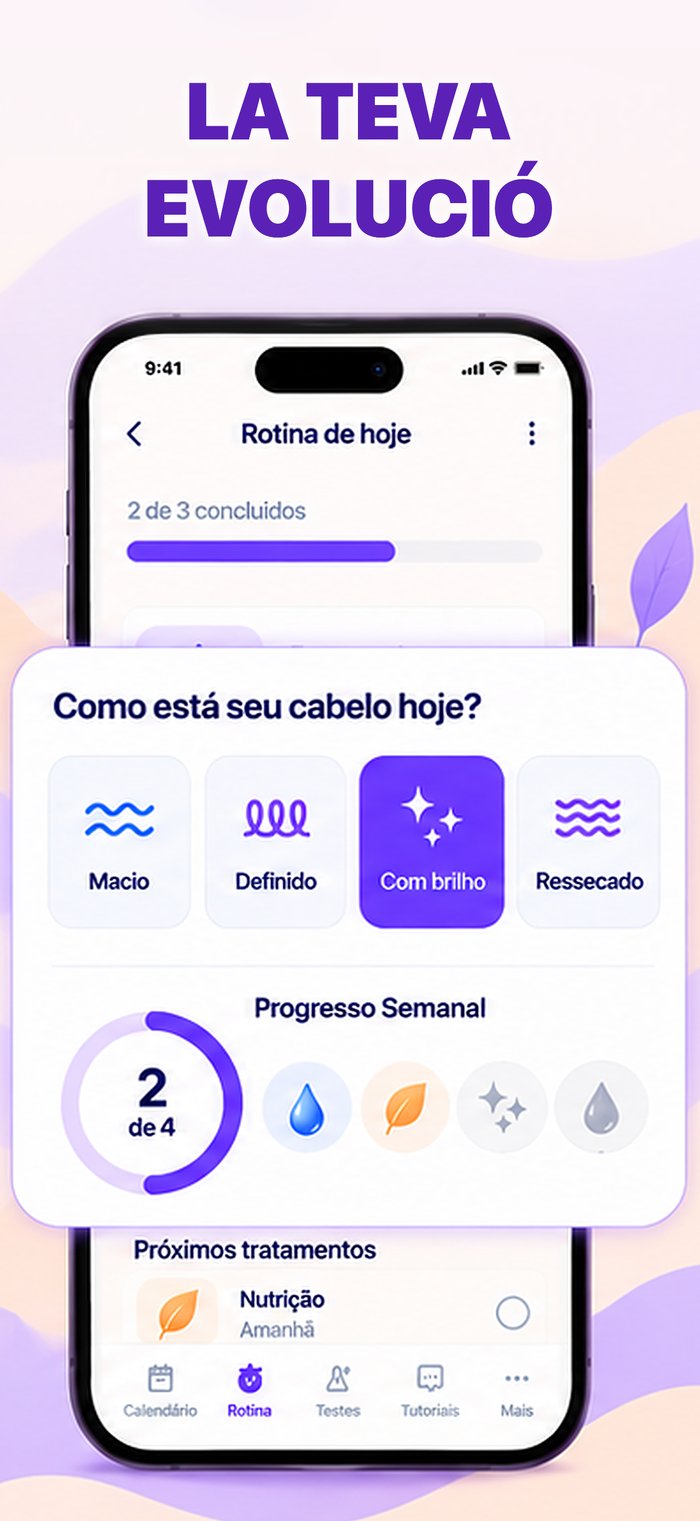 LA TEVA
EVOLUCIÓ
9:41
Rotina de hoje
2 de 3 concluidos
Como está seu cabelo hoje?
Macio
Definido
Com brilho
Ressecado
Progresso Semanal
2
de 4
Próximos tratamentos
Nutrição
Amanhã
Calendário
Rotina
Testes
Tutoriais
Mais